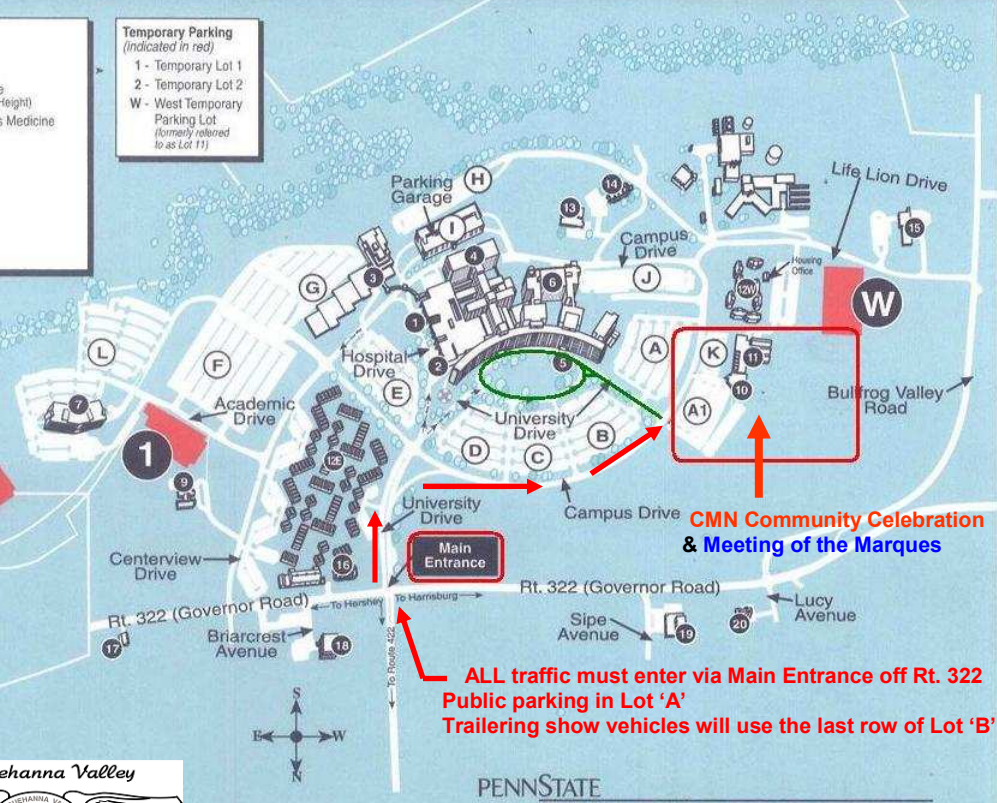 Temporary Parking
(indicated in red)
1 - Temporary Lot 1
2 - Temporary Lot 2
W - West Temporary
Parking Lot
(formerly referred
to as Lot 11)
Height)
s Medicine
Parking
Garage
H
I
14
13
Life Lion Drive
15
Campus
Drive
J
Housing
Office
12W
W
G
3
4
6
1
Hospital
Drive
2
5
E
A
K
11
10
A1
Bullfrog Valley
Road
L
F
7
Academic
Drive
1
9
University
Drive
D
C
B
12E
University
Drive
Campus Drive
CMN Community Celebration
& Meeting of the Marques
Centerview
Drive
16
Main
Entrance
Rt. 322 (Governor Road)
To Hershey
To Harrisburg
Rt. 322 (Governor Road)
Lucy
Avenue
Sipe
Avenue
19
20
17
Briarcrest
Avenue
18
To Route 422
ALL traffic must enter via Main Entrance off Rt. 322
Public parking in Lot ‘A’
Trailering show vehicles will use the last row of Lot ‘B’
S
E W
N
ehanna Valley
PENNSTATE